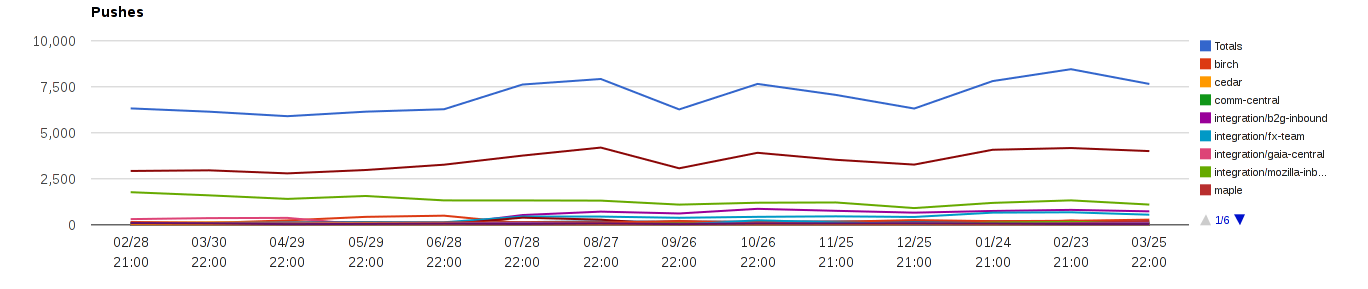 Pushes
10,000
7,500
5,000
2,500
0
02/28 03/30 04/29 05/29 06/28 07/28 08/27 09/26 10/26 11/25 12/25 01/24 02/23 03/25
21:00 22:00 22:00 22:00 22:00 22:00 22:00 22:00 22:00 21:00 21:00 21:00 21:00 22:00
Totals
birch
cedar
comm-central
integration/b2g-inbound
integration/fx-team
integration/gaia-central
integration/mozilla-inb...
maple
1/6